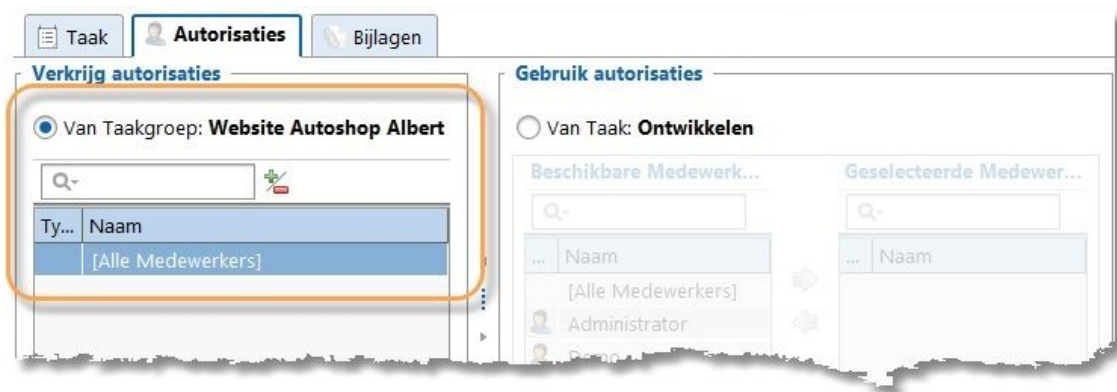 Taak
Autorisaties
Bijlagen
Verkrijg autorisaties
Van Taakgroep: Website Autoshop Albert
Ty... Naam
[Alle Medewerkers]
Gebruik autorisaties
Van Taak: Ontwikkelen
Beschikbare Medewerk...
... Naam
[Alle Medewerkers]
Administrator
Demo
Geselecteerde Medewer...
... Naam